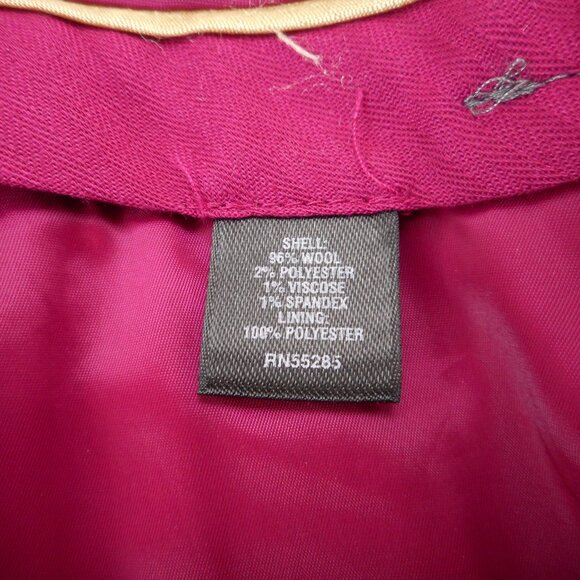 SHELL:
96% WOOL
2% POLYESTER
1% VISCOSE
1% SPANDEX
LINING:
100% POLYESTER
RN55285